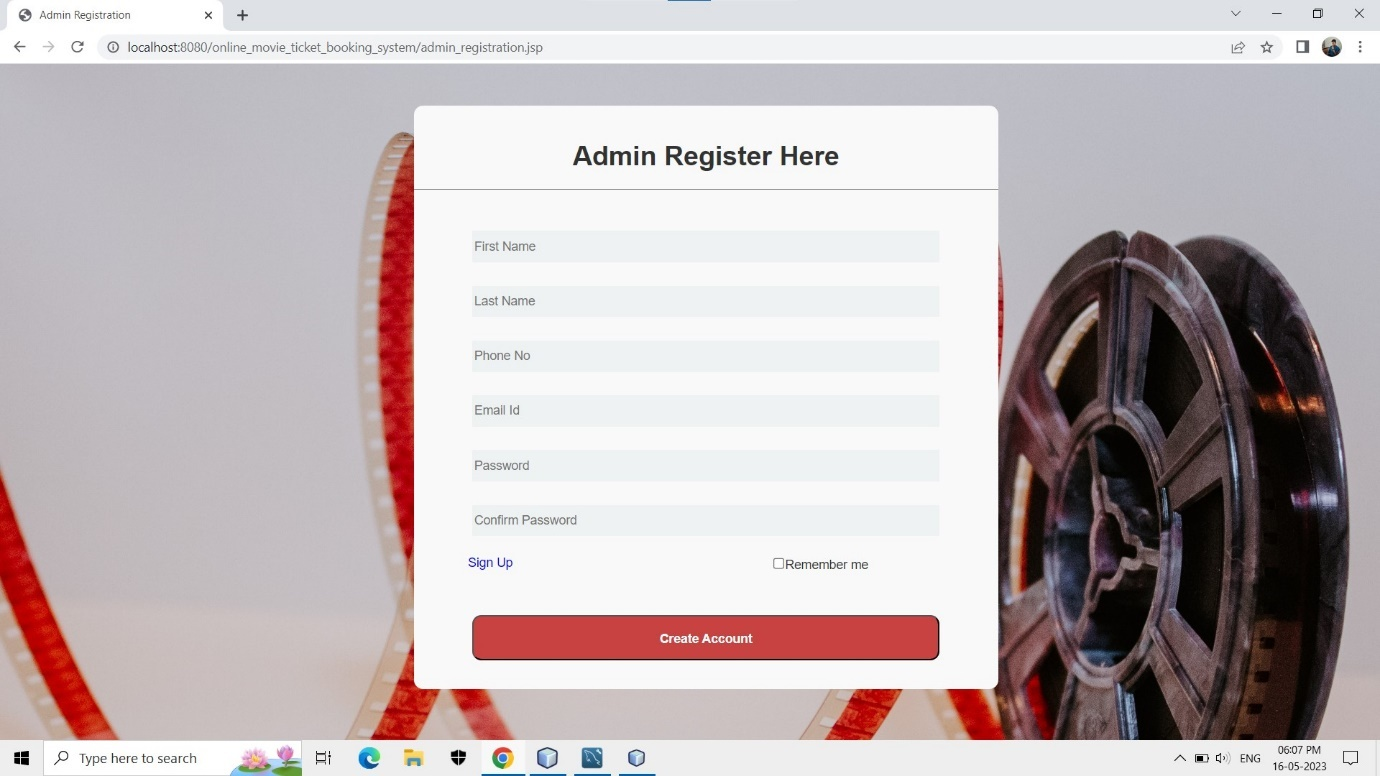 Admin Registration
localhost:8080/online_movie_ticket_booking_system/admin_registration.jsp
Admin Register Here
First Name
Last Name
Phone No
Email Id
Password
Confirm Password
Sign Up Remember me
Create Account
Type here to search
ENG
06:07 PM
16-05-2023